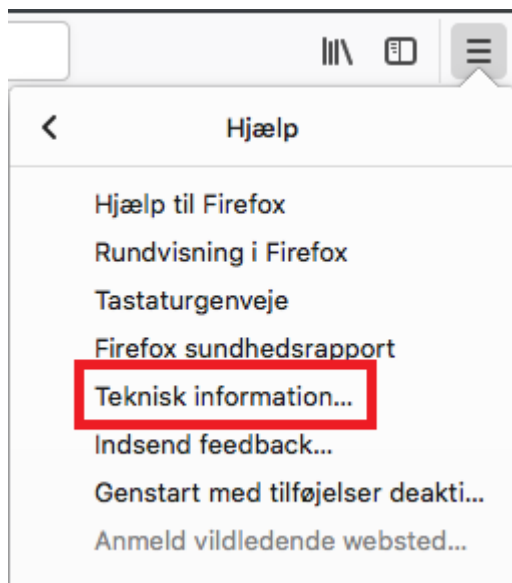 Hjælp
Hjælp til Firefox
Rundvisning i Firefox
Tastaturgenveje
Firefox sundhedsrapport
Teknisk information...
Indsend feedback...
Genstart med tilføjelser deakti...
Anmeld vildledende websted...